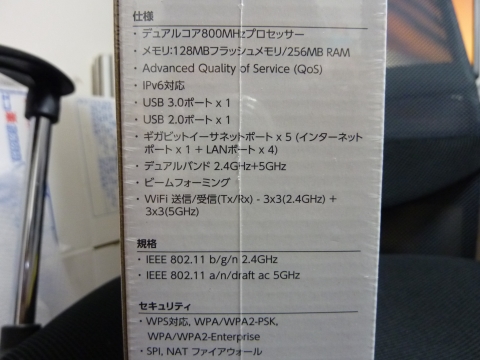 仕様
・デュアルコア800MHzプロセッサー
・メモリ:128MBフラッシュメモリ/256MB RAM
・Advanced Quality of Service (QoS)
・IPv6対応
・USB 3.0ポート x 1
・USB 2.0ポート x 1
・ギガビットイーサネットポート x 5 (インターネット
ポート x 1 + LANポート x 4)
・デュアルバンド 2.4GHz+5GHz
・ビームフォーミング
・WiFi 送信/受信(Tx/Rx) - 3x3(2.4GHz) +
3x3(5GHz)
規格
・IEEE 802.11 b/g/n 2.4GHz
・IEEE 802.11 a/n/draft ac 5GHz
セキュリティ
・WPS対応, WPA/WPA2-PSK,
WPA/WPA2-Enterprise
・SPI, NAT ファイアウォール